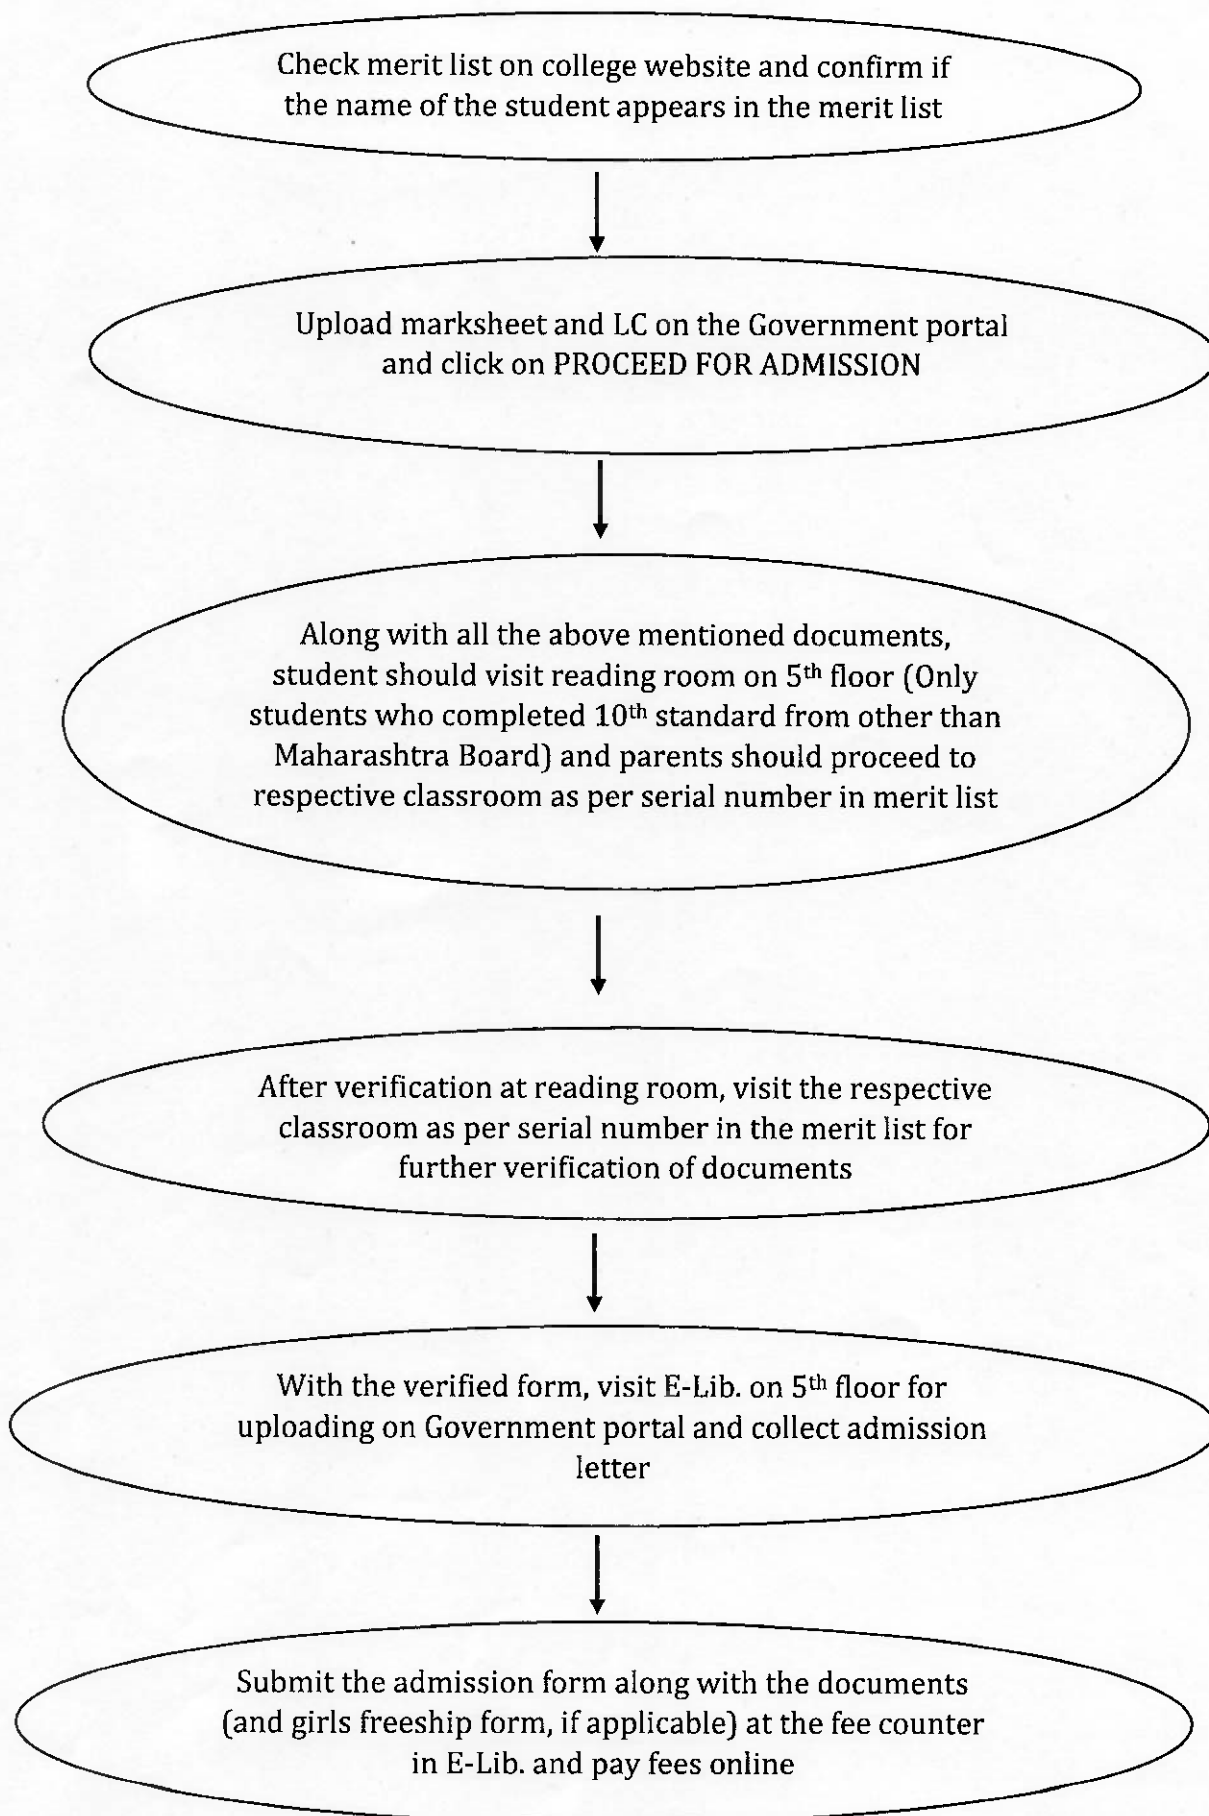 Check merit list on college website and confirm if
the name of the student appears in the merit list
Upload marksheet and LC on the Government portal
and click on PROCEED FOR ADMISSION
Along with all the above mentioned documents,
student should visit reading room on 5th floor (Only
students who completed 10th standard from other than
Maharashtra Board) and parents should proceed to
respective classroom as per serial number in merit list
After verification at reading room, visit the respective
classroom as per serial number in the merit list for
further verification of documents
With the verified form, visit E-Lib. on 5th floor for
uploading on Government portal and collect admission
letter
Submit the admission form along with the documents
(and girls freeship form, if applicable) at the fee counter
in E-Lib. and pay fees online